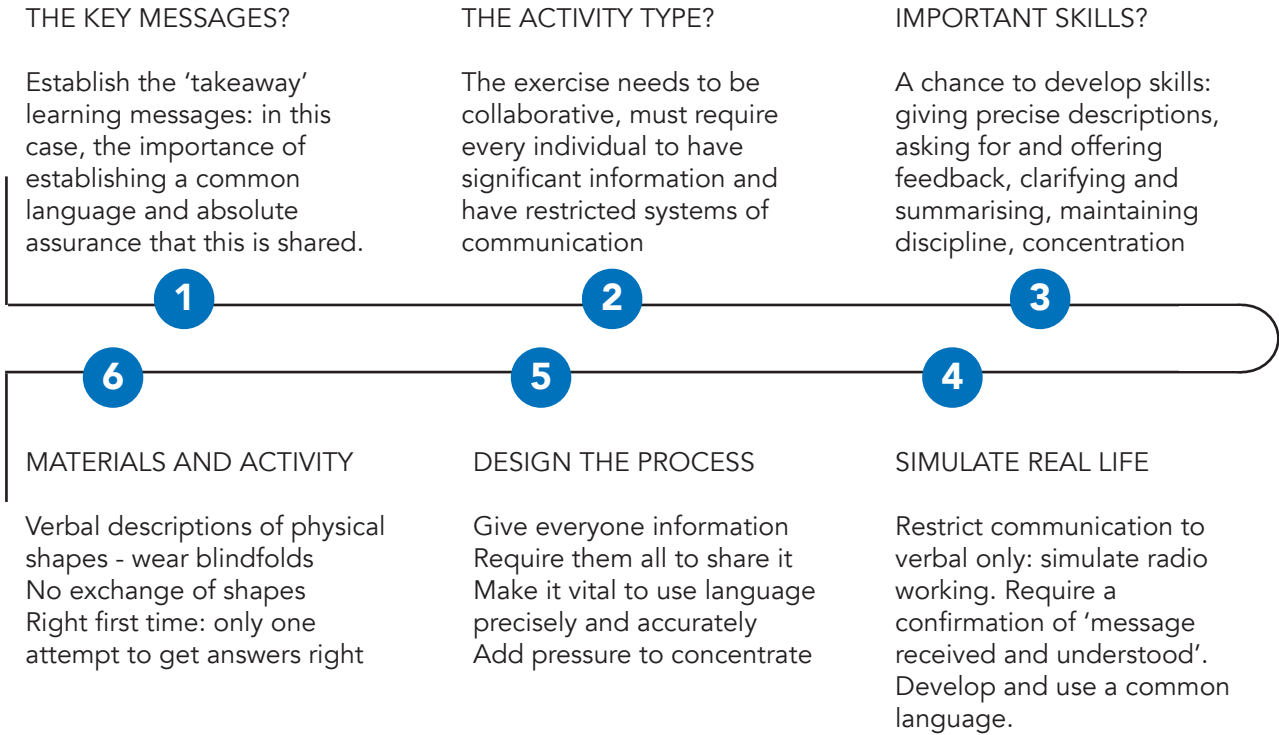 THE KEY MESSAGES?
Establish the ‘takeaway’
learning messages: in this
case, the importance of
establishing a common
language and absolute
assurance that this is shared.
1
THE ACTIVITY TYPE?
The exercise needs to be
collaborative, must require
every individual to have
significant information and
have restricted systems of
communication
2
IMPORTANT SKILLS?
A chance to develop skills:
giving precise descriptions,
asking for and offering
feedback, clarifying and
summarising, maintaining
discipline, concentration
3
4
SIMULATE REAL LIFE
Restrict communication to
verbal only: simulate radio
working. Require a
confirmation of ‘message
received and understood’.
Develop and use a common
language.
5
DESIGN THE PROCESS
Give everyone information
Require them all to share it
Make it vital to use language
precisely and accurately
Add pressure to concentrate
6
MATERIALS AND ACTIVITY
Verbal descriptions of physical
shapes - wear blindfolds
No exchange of shapes
Right first time: only one
attempt to get answers right